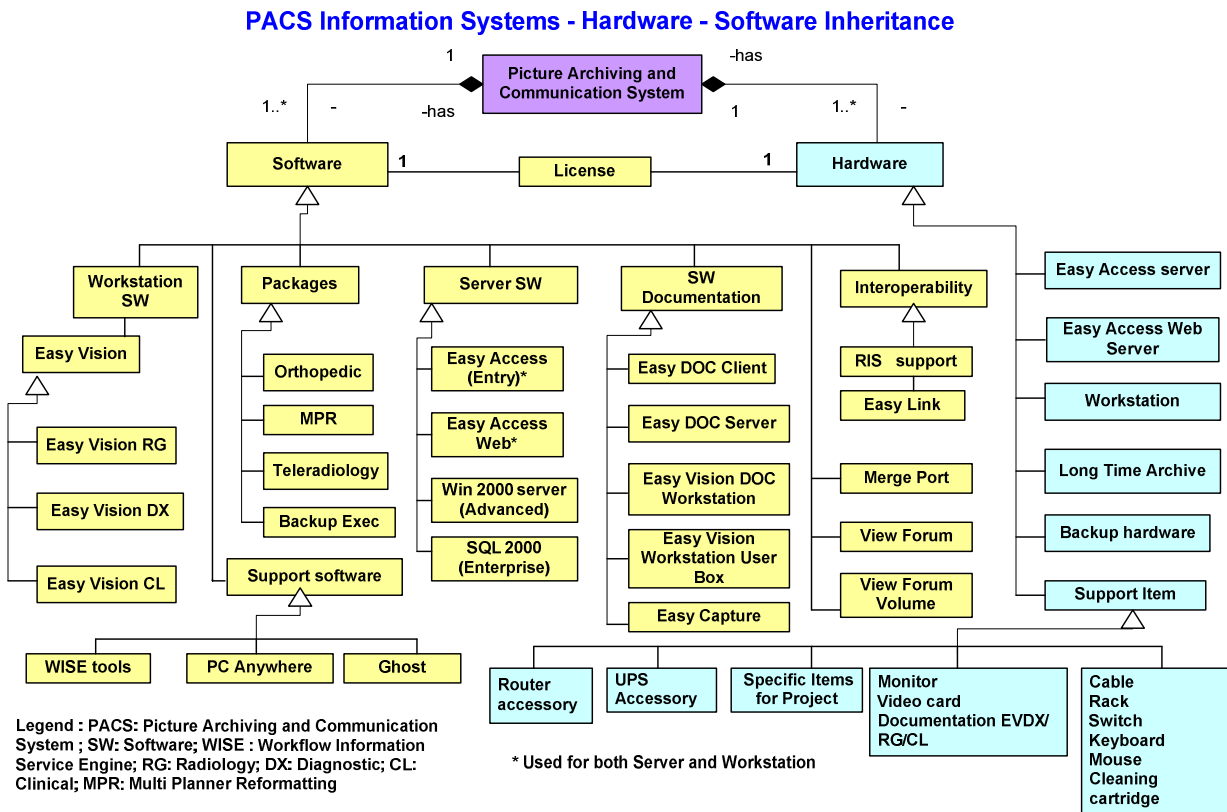 PACS Information Systems - Hardware - Software Inheritance
1
-has
Picture Archiving and
Communication System
1..*
-
-has
1
1..*
-
Software
1
License
1
Hardware
Workstation
SW
Packages
Server SW
SW
Documentation
Interoperability
Easy Access server
Easy Vision
Easy Access Web
Server
Orthopedic
Easy Access
(Entry)*
Easy DOC Client
RIS support
MPR
Easy Link
Workstation
Easy Vision RG
Easy Access
Web*
Easy DOC Server
Teleradiology
Long Time Archive
Easy Vision DX
Win 2000 server
(Advanced)
Easy Vision DOC
Workstation
Merge Port
Backup Exec
Backup hardware
SQL 2000
(Enterprise)
Easy Vision
Workstation User
Box
View Forum
Easy Vision CL
Support software
View Forum
Volume
Support Item
Easy Capture
WISE tools
PC Anywhere
Ghost
Router
accessory
UPS
Accessory
Specific Items
for Project
Monitor
Video card
Documentation EVDX/
RG/CL
Cable
Rack
Switch
Keyboard
Mouse
Cleaning
cartridge
Legend : PACS: Picture Archiving and Communication
System ; SW: Software; WISE : Workflow Information
Service Engine; RG: Radiology; DX: Diagnostic; CL:
Clinical; MPR: Multi Planner Reformatting
* Used for both Server and Workstation